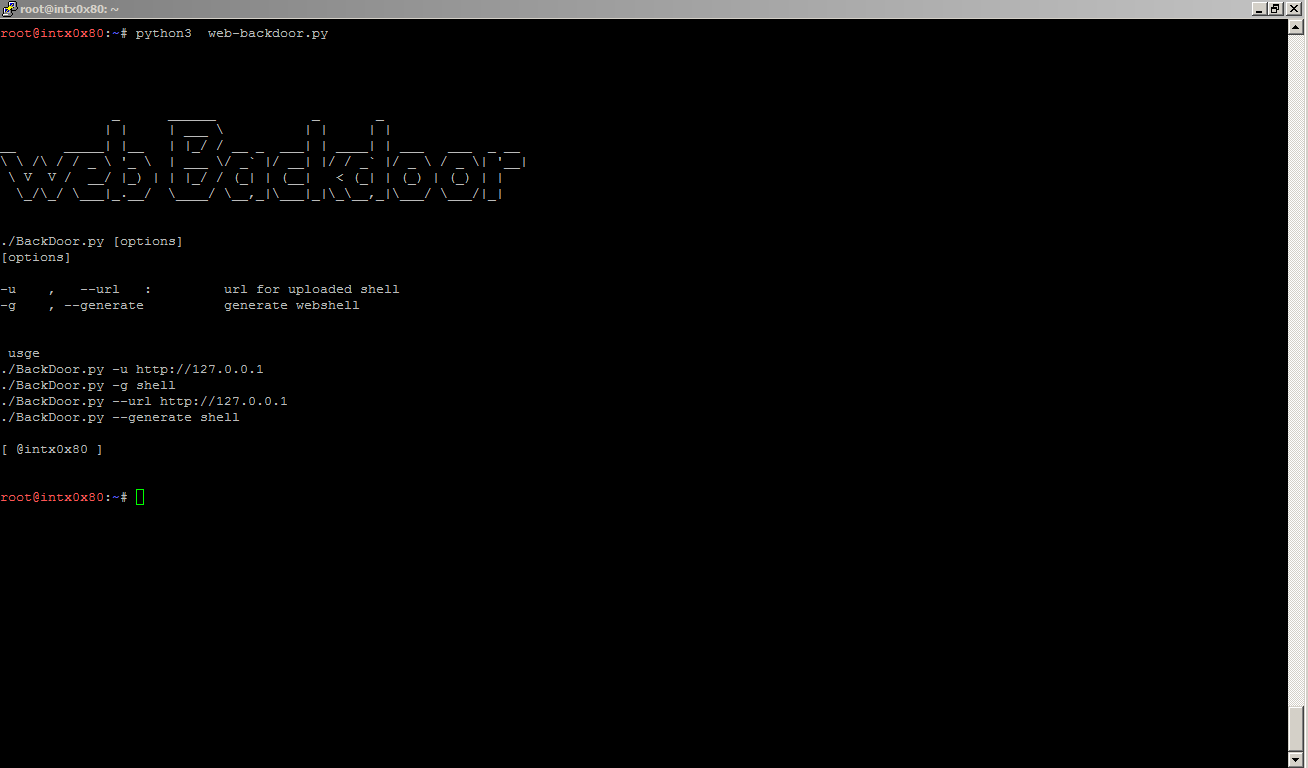 root@intx0x80: ~
root@intx0x80:~# python3  web-backdoor.py
web Backdoor
./BackDoor.py [options]
[options]
-u    ,   --url   :         url for uploaded shell
-g    , --generate          generate webshell
usge
./BackDoor.py -u http://127.0.0.1
./BackDoor.py -g shell
./BackDoor.py --url http://127.0.0.1
./BackDoor.py --generate shell
[ @intx0x80 ]
root@intx0x80:~#